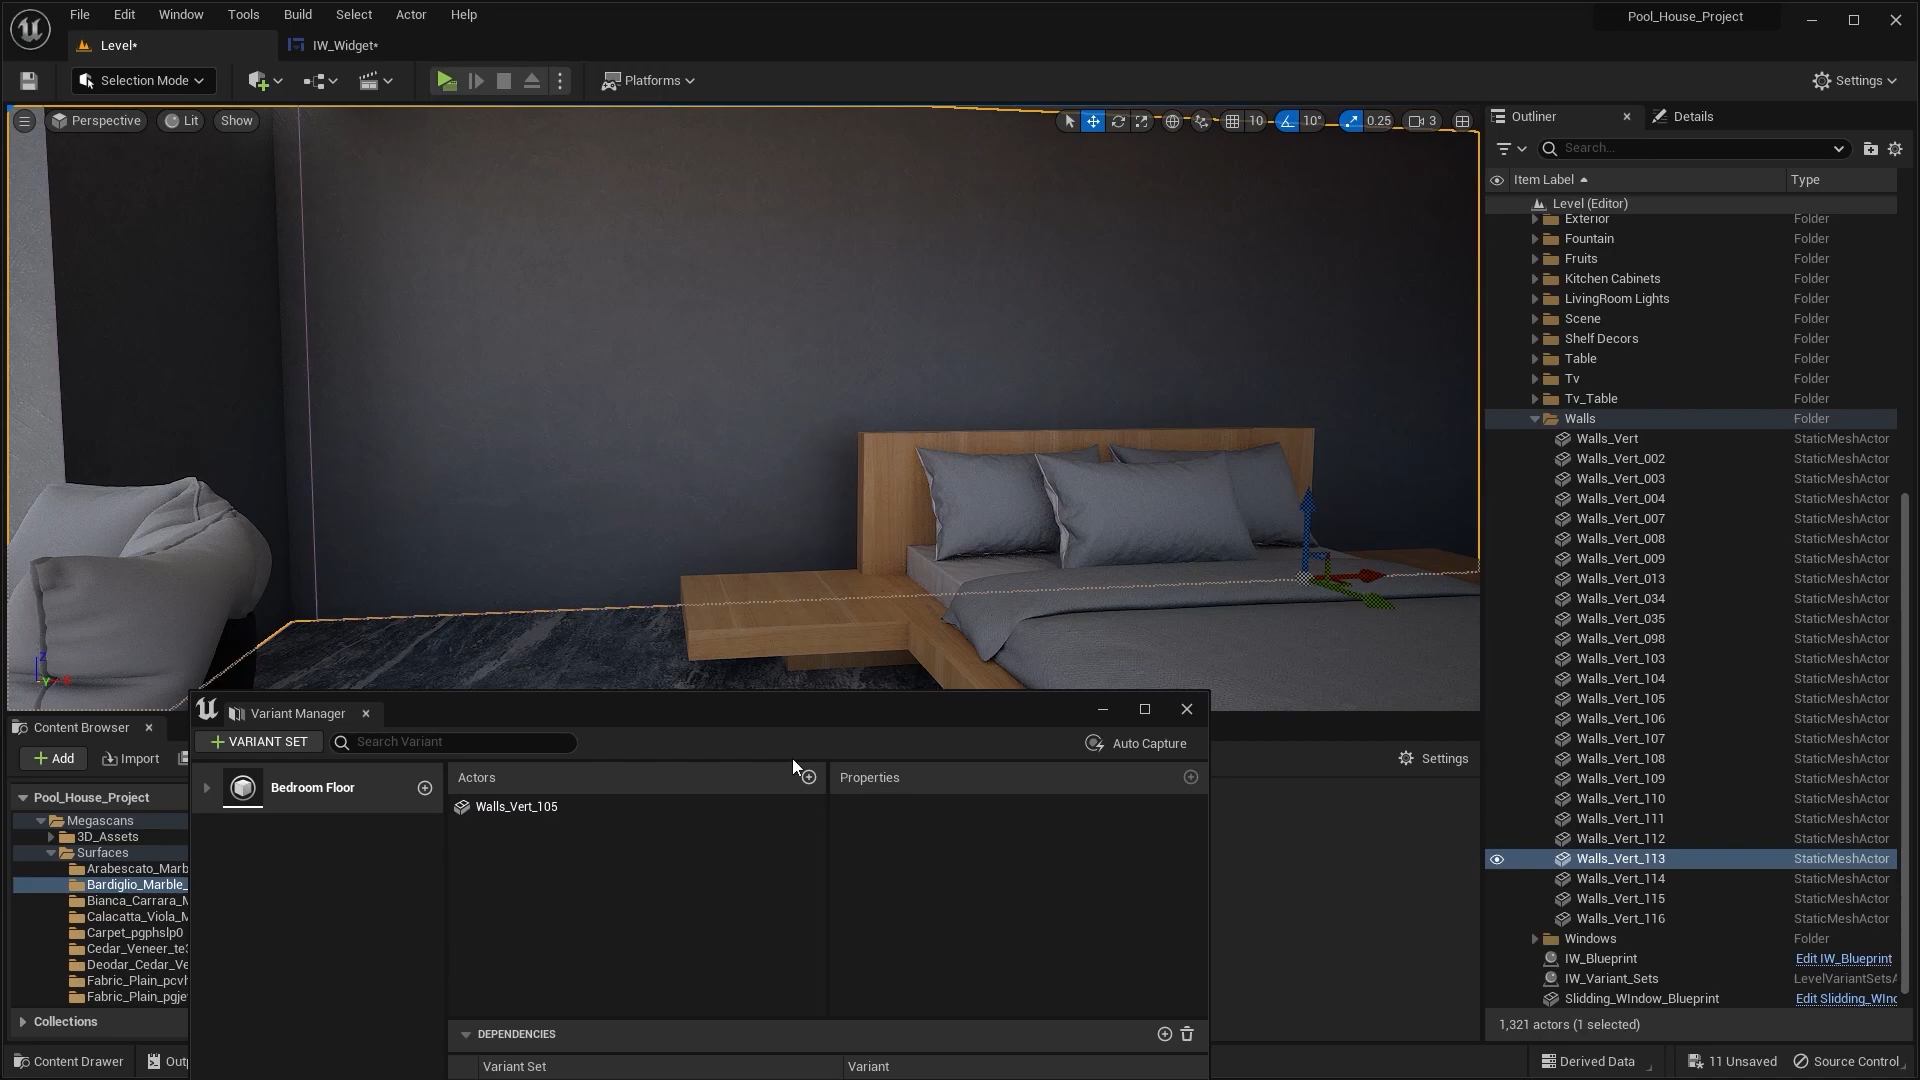 File Edit Window Tools Build Select Actor Help
Pool_House_Project
Level*
IW_Widget*
Selection Mode
Platforms
Settings
Perspective Lit Show
10 10° 0.25 3
Outliner
Details
Search...
Item Label Type
Level (Editor)
Exterior Folder
Fountain Folder
Fruits Folder
Kitchen Cabinets Folder
LivingRoom Lights Folder
Scene Folder
Shelf Decors Folder
Table Folder
Tv Folder
Tv_Table Folder
Walls Folder
Walls_Vert StaticMeshActor
Walls_Vert_002 StaticMeshActor
Walls_Vert_003 StaticMeshActor
Walls_Vert_004 StaticMeshActor
Walls_Vert_007 StaticMeshActor
Walls_Vert_008 StaticMeshActor
Walls_Vert_009 StaticMeshActor
Walls_Vert_013 StaticMeshActor
Walls_Vert_034 StaticMeshActor
Walls_Vert_035 StaticMeshActor
Walls_Vert_098 StaticMeshActor
Walls_Vert_103 StaticMeshActor
Walls_Vert_104 StaticMeshActor
Walls_Vert_105 StaticMeshActor
Walls_Vert_106 StaticMeshActor
Walls_Vert_107 StaticMeshActor
Walls_Vert_108 StaticMeshActor
Walls_Vert_109 StaticMeshActor
Walls_Vert_110 StaticMeshActor
Walls_Vert_111 StaticMeshActor
Walls_Vert_112 StaticMeshActor
Walls_Vert_113 StaticMeshActor
Walls_Vert_114 StaticMeshActor
Walls_Vert_115 StaticMeshActor
Walls_Vert_116 StaticMeshActor
Windows Folder
IW_Blueprint Edit IW_Blueprint
IW_Variant_Sets LevelVariantSetsA
Slidding_WIndow_Blueprint Edit Slidding_WInd
1,321 actors (1 selected)
Content Browser
Add Import
Pool_House_Project
Megascans
3D_Assets
Surfaces
Arabescato_Marb
Bardiglio_Marble_
Bianca_Carrara_M
Calacatta_Viola_M
Carpet_pgphslp0
Cedar_Veneer_te3
Deodar_Cedar_Ve
Fabric_Plain_pcvh
Fabric_Plain_pgje
Collections
Content Drawer Outp
Variant Manager
VARIANT SET Search Variant Auto Capture
Bedroom Floor
Actors Properties
Walls_Vert_105
DEPENDENCIES
Variant Set Variant
Settings
Derived Data 11 Unsaved Source Control
X
Y
Z